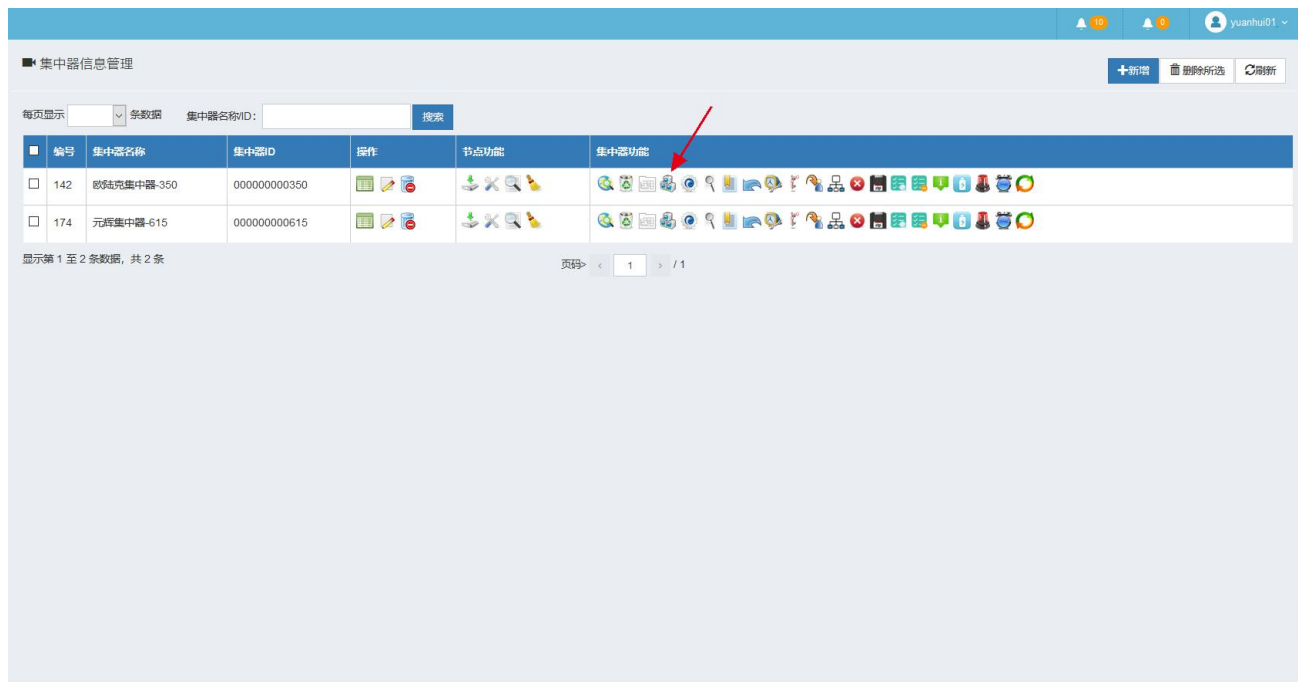 10 0 yuanhui01
集中器信息管理 新增 删除所选 刷新
每页显示 条数据 集中器名称/ID: 搜索
编号 集中器名称 集中器ID 操作 节点功能 集中器功能
142 欧陆克集中器-350 000000000350
174 元辉集中器-615 000000000615
显示第 1 至 2 条数据，共 2 条 页码> < 1 > / 1